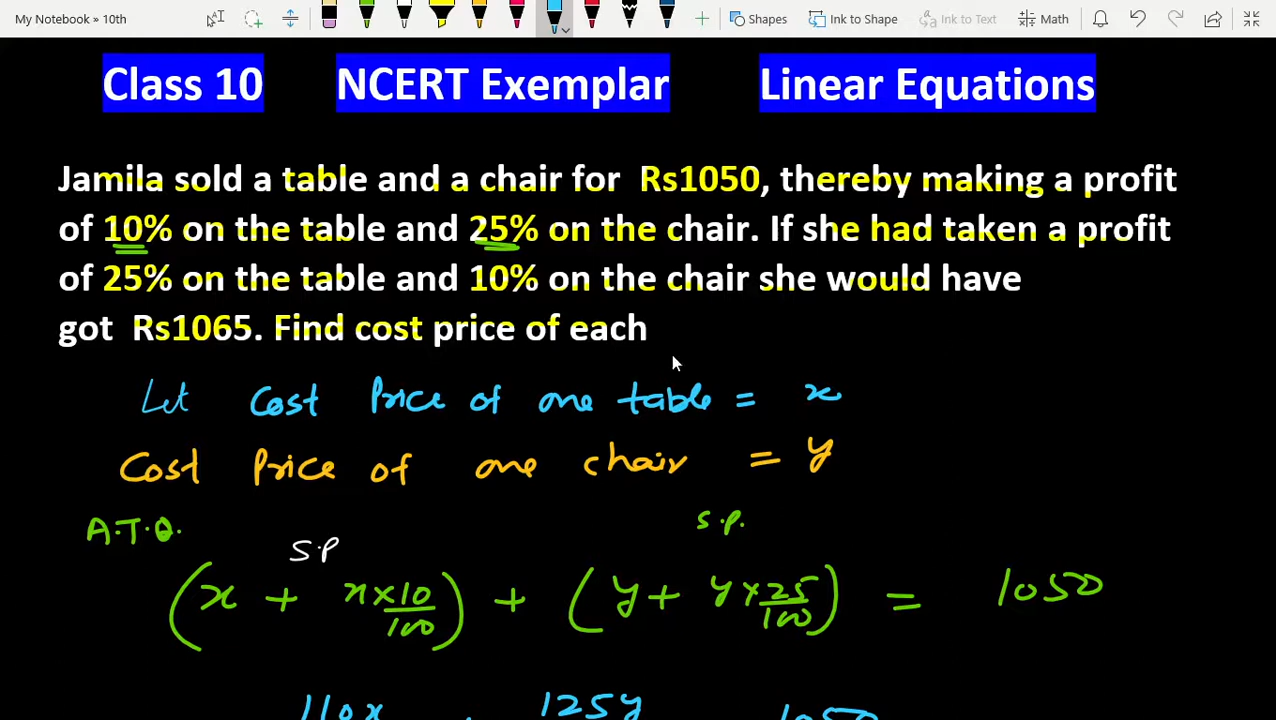 My Notebook » 10th
Shapes Ink to Shape Ink to Text Math
Class 10 NCERT Exemplar Linear Equations
Jamila sold a table and a chair for Rs1050, thereby making a profit
of 10% on the table and 25% on the chair. If she had taken a profit
of 25% on the table and 10% on the chair she would have
got Rs1065. Find cost price of each
Let Cost Price of one table = x
Cost Price of one chair = y
A.T.Q. S.P S.P.
(x + x×10/100) + (y + y×25/100) = 1050
110x 125y 1050